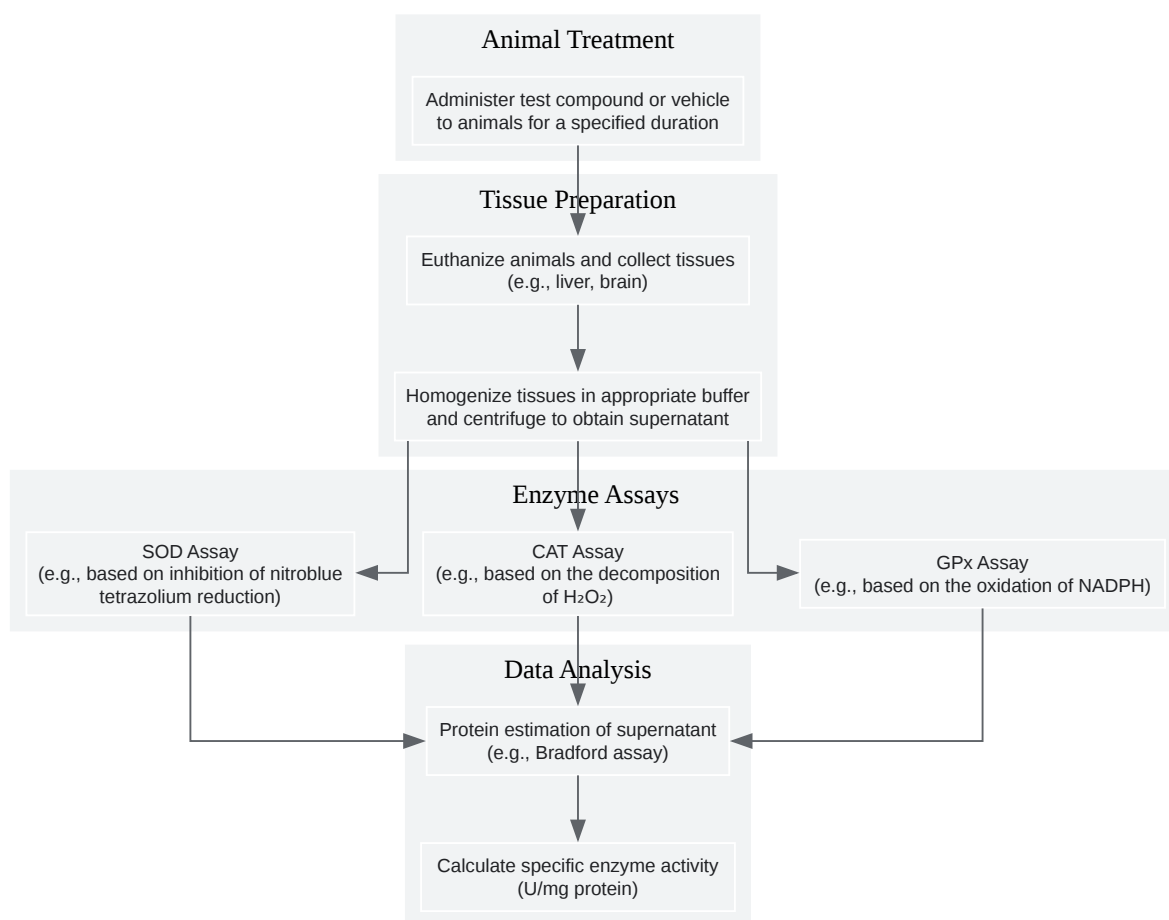 Animal Treatment
Administer test compound or vehicle
to animals for a specified duration
Tissue Preparation
Euthanize animals and collect tissues
(e.g., liver, brain)
Homogenize tissues in appropriate buffer
and centrifuge to obtain supernatant
Enzyme Assays
SOD Assay
(e.g., based on inhibition of nitroblue
tetrazolium reduction)
CAT Assay
(e.g., based on the decomposition
of H₂O₂)
GPx Assay
(e.g., based on the oxidation of NADPH)
Data Analysis
Protein estimation of supernatant
(e.g., Bradford assay)
Calculate specific enzyme activity
(U/mg protein)